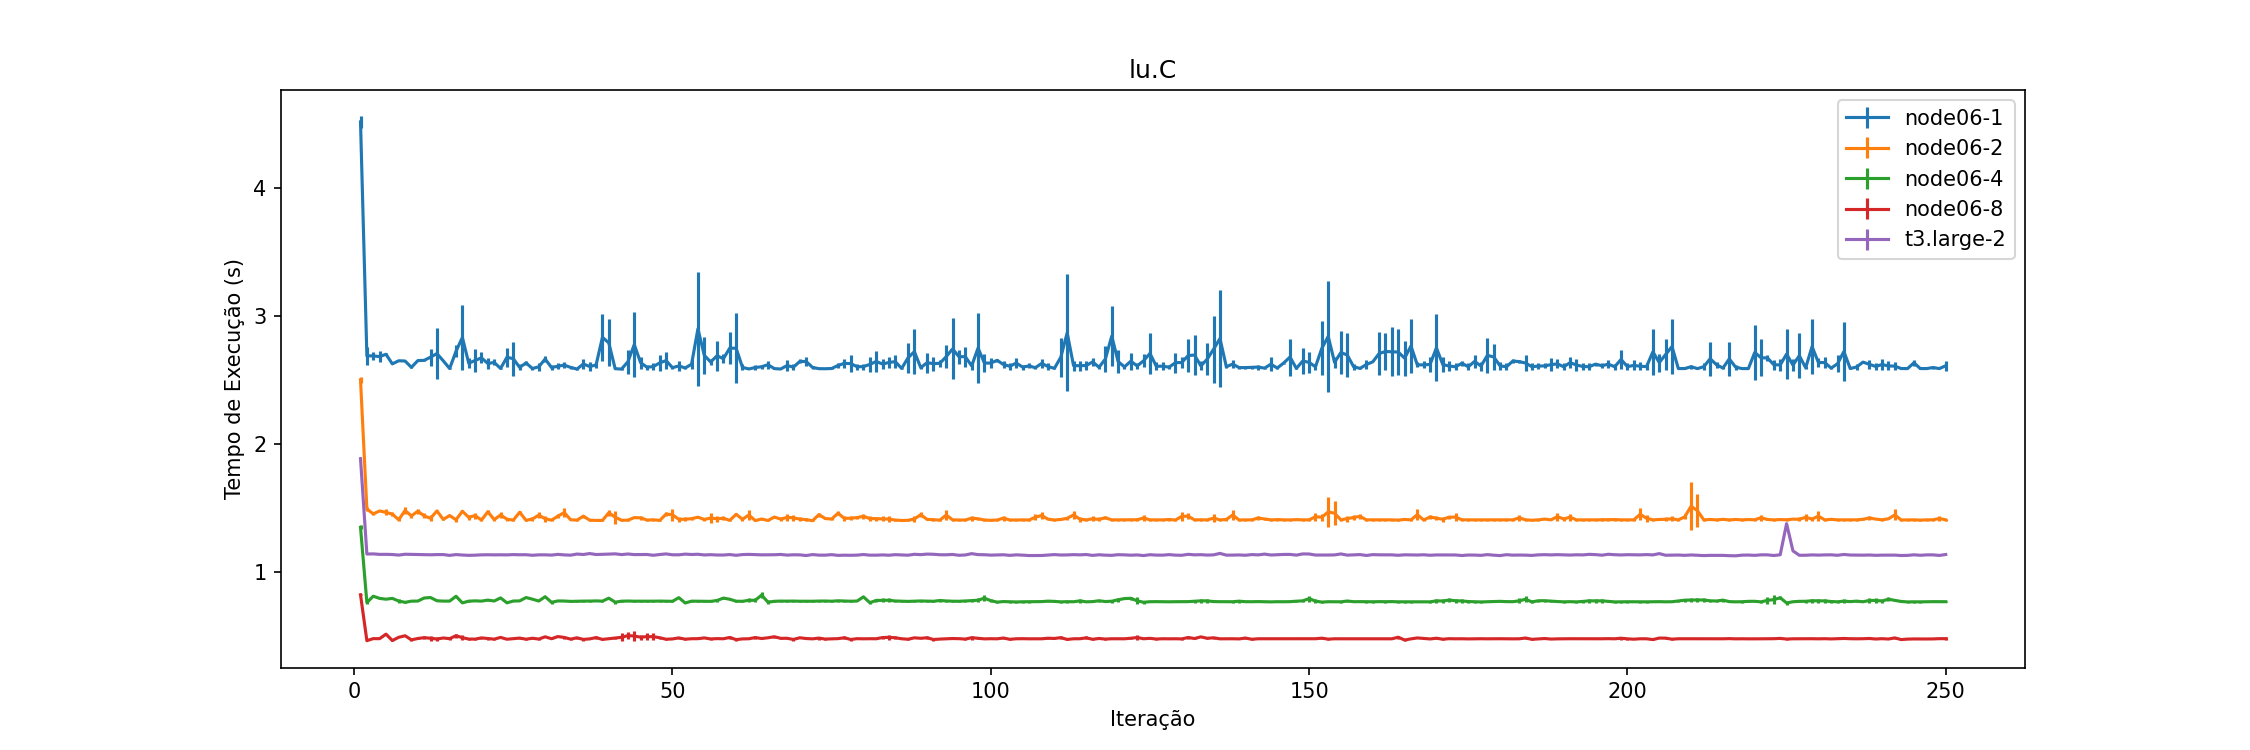 lu.C
node06-1
node06-2
node06-4
node06-8
t3.large-2
Tempo de Execução (s)
4
3
2
1
0 50 100 150 200 250
Iteração